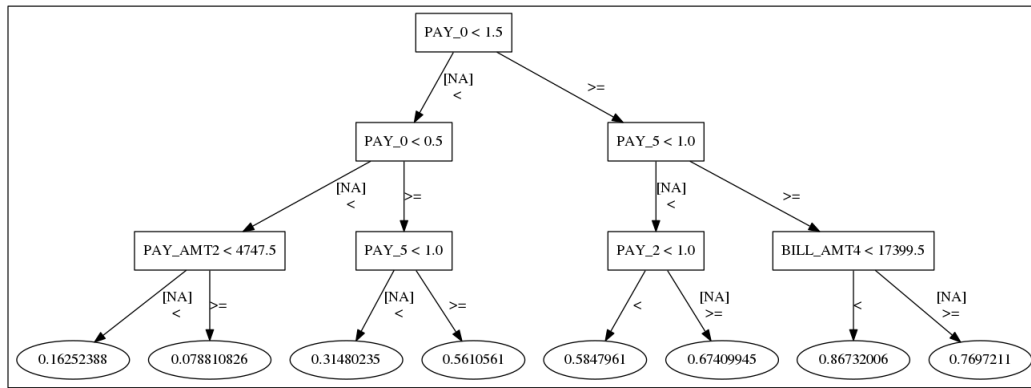 PAY_0 < 1.5
[NA]
<
>=
PAY_0 < 0.5
PAY_5 < 1.0
[NA]
<
>=
[NA]
<
>=
PAY_AMT2 < 4747.5
PAY_5 < 1.0
PAY_2 < 1.0
BILL_AMT4 < 17399.5
[NA]
<
>=
[NA]
<
>=
<
[NA]
>=
<
[NA]
>=
0.16252388
0.078810826
0.31480235
0.5610561
0.5847961
0.67409945
0.86732006
0.7697211